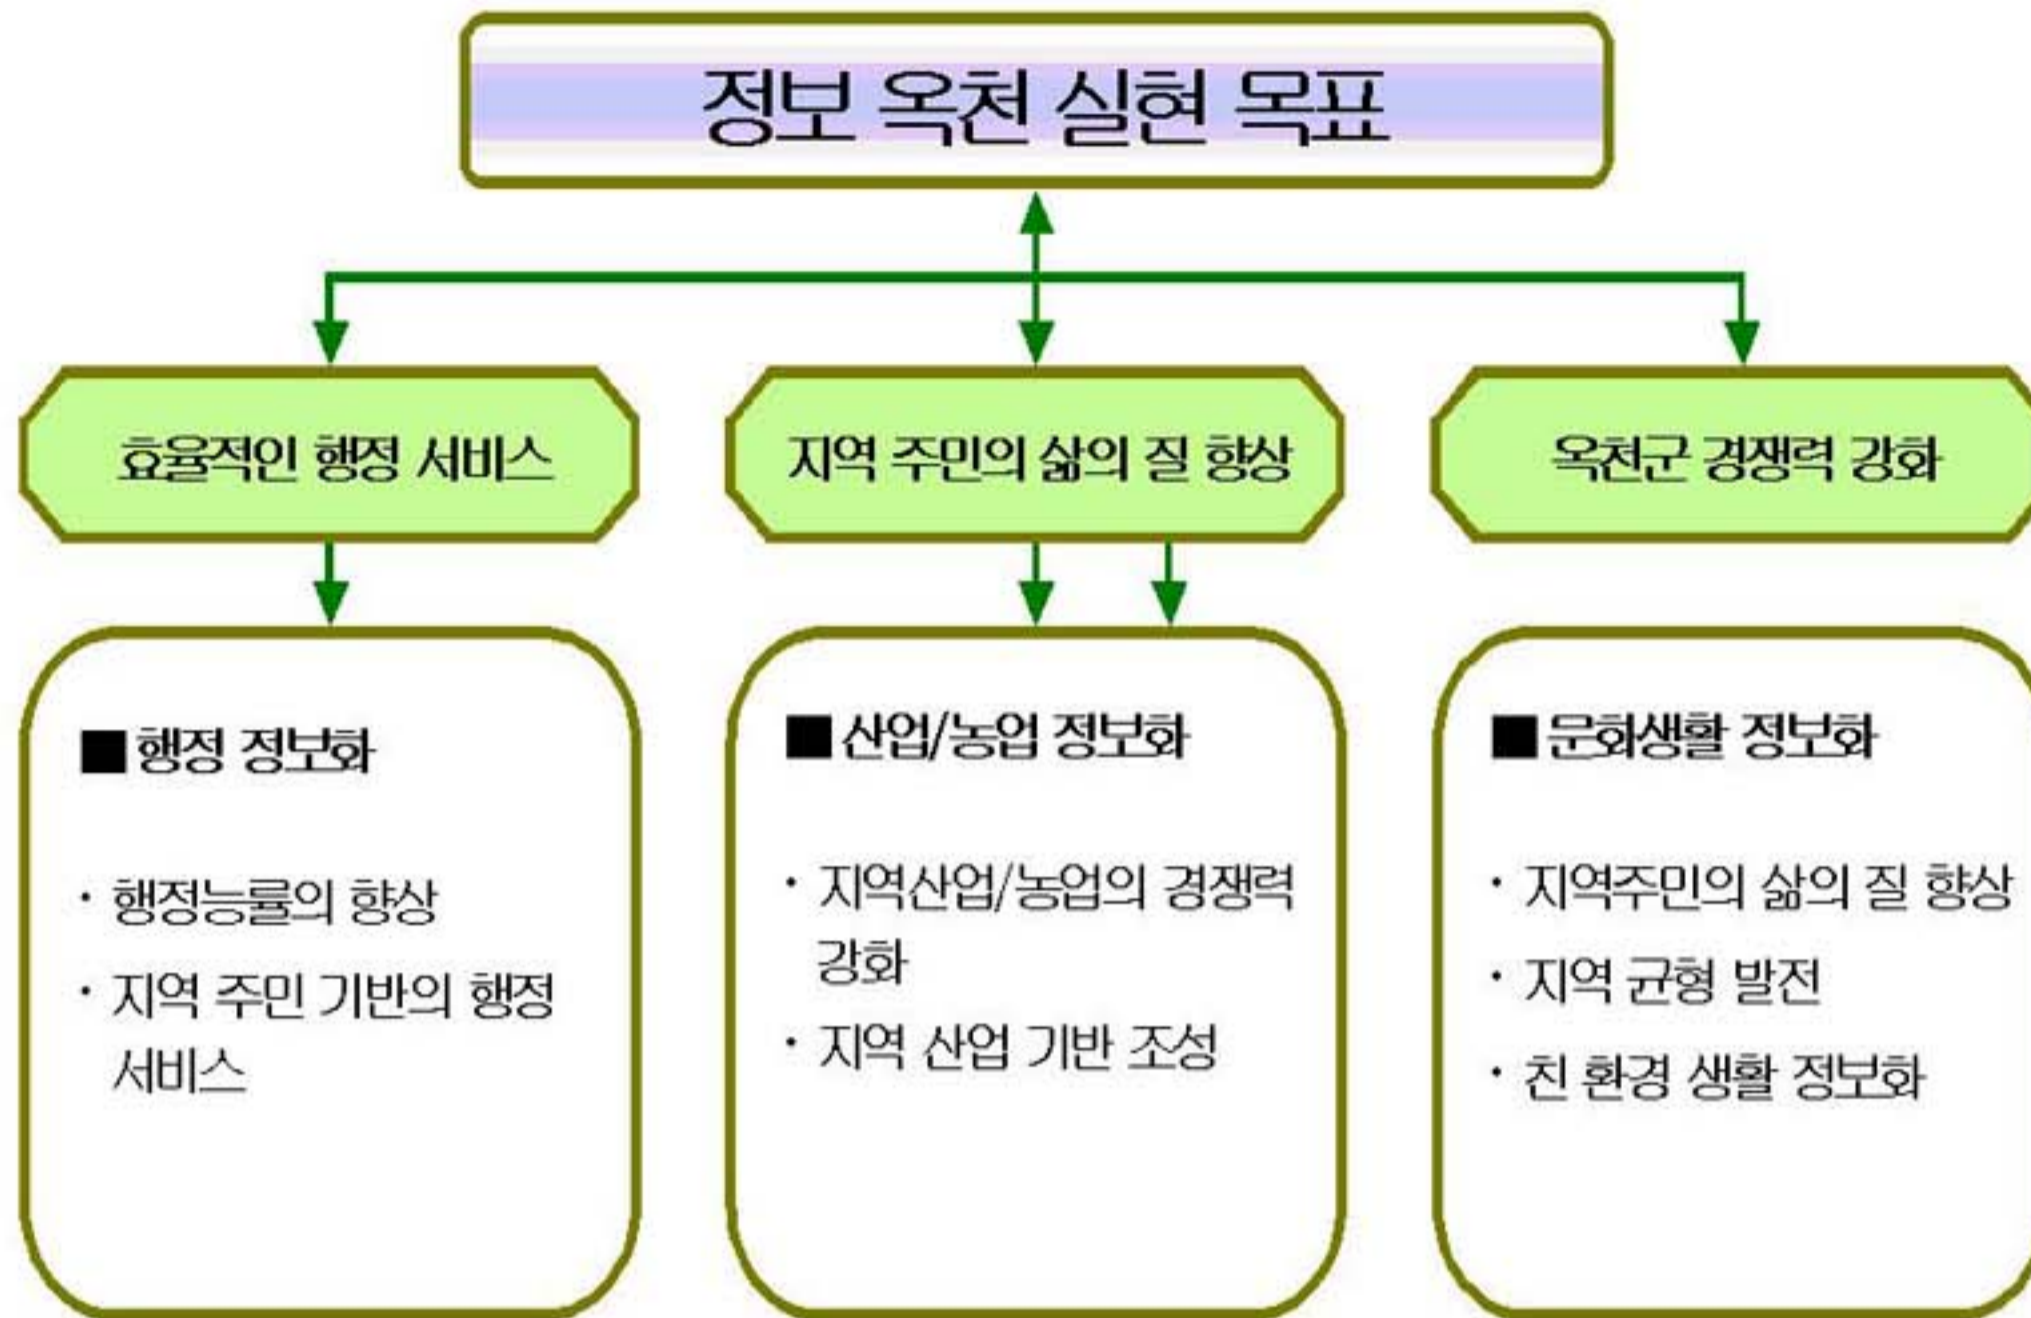 정보 옥천 실현 목표
효율적인 행정 서비스
지역 주민의 삶의 질 향상
옥천군 경쟁력 강화
■ 행정 정보화
· 행정능률의 향상
· 지역 주민 기반의 행정
서비스
■ 산업/농업 정보화
· 지역산업/농업의 경쟁력
강화
· 지역 산업 기반 조성
■ 문화생활 정보화
· 지역주민의 삶의 질 향상
· 지역 균형 발전
· 친 환경 생활 정보화